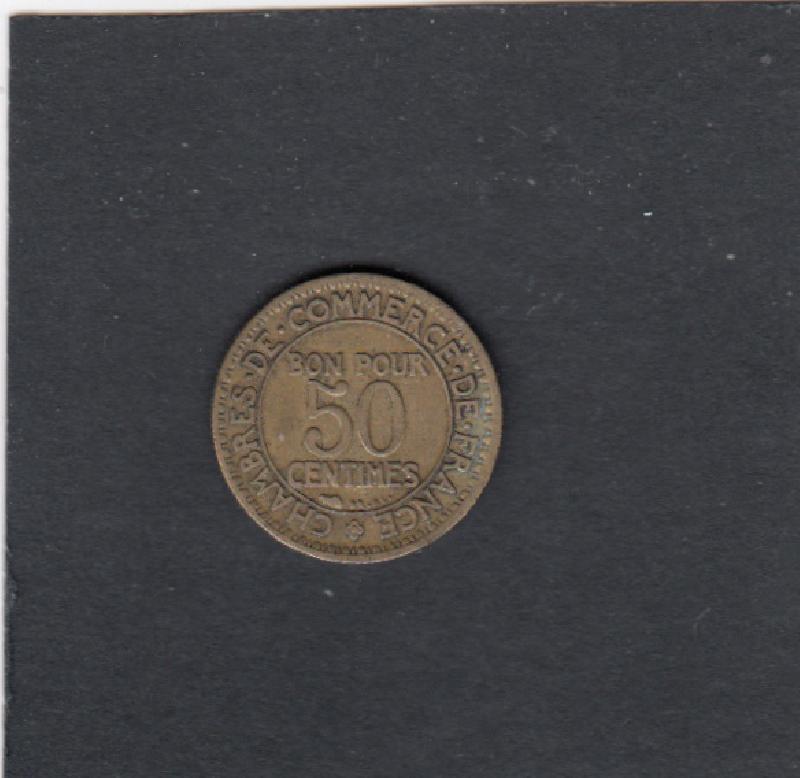 CHAMBRES·DE·COMMERCE·DE·FRANCE
BON POUR
50
CENTIMES